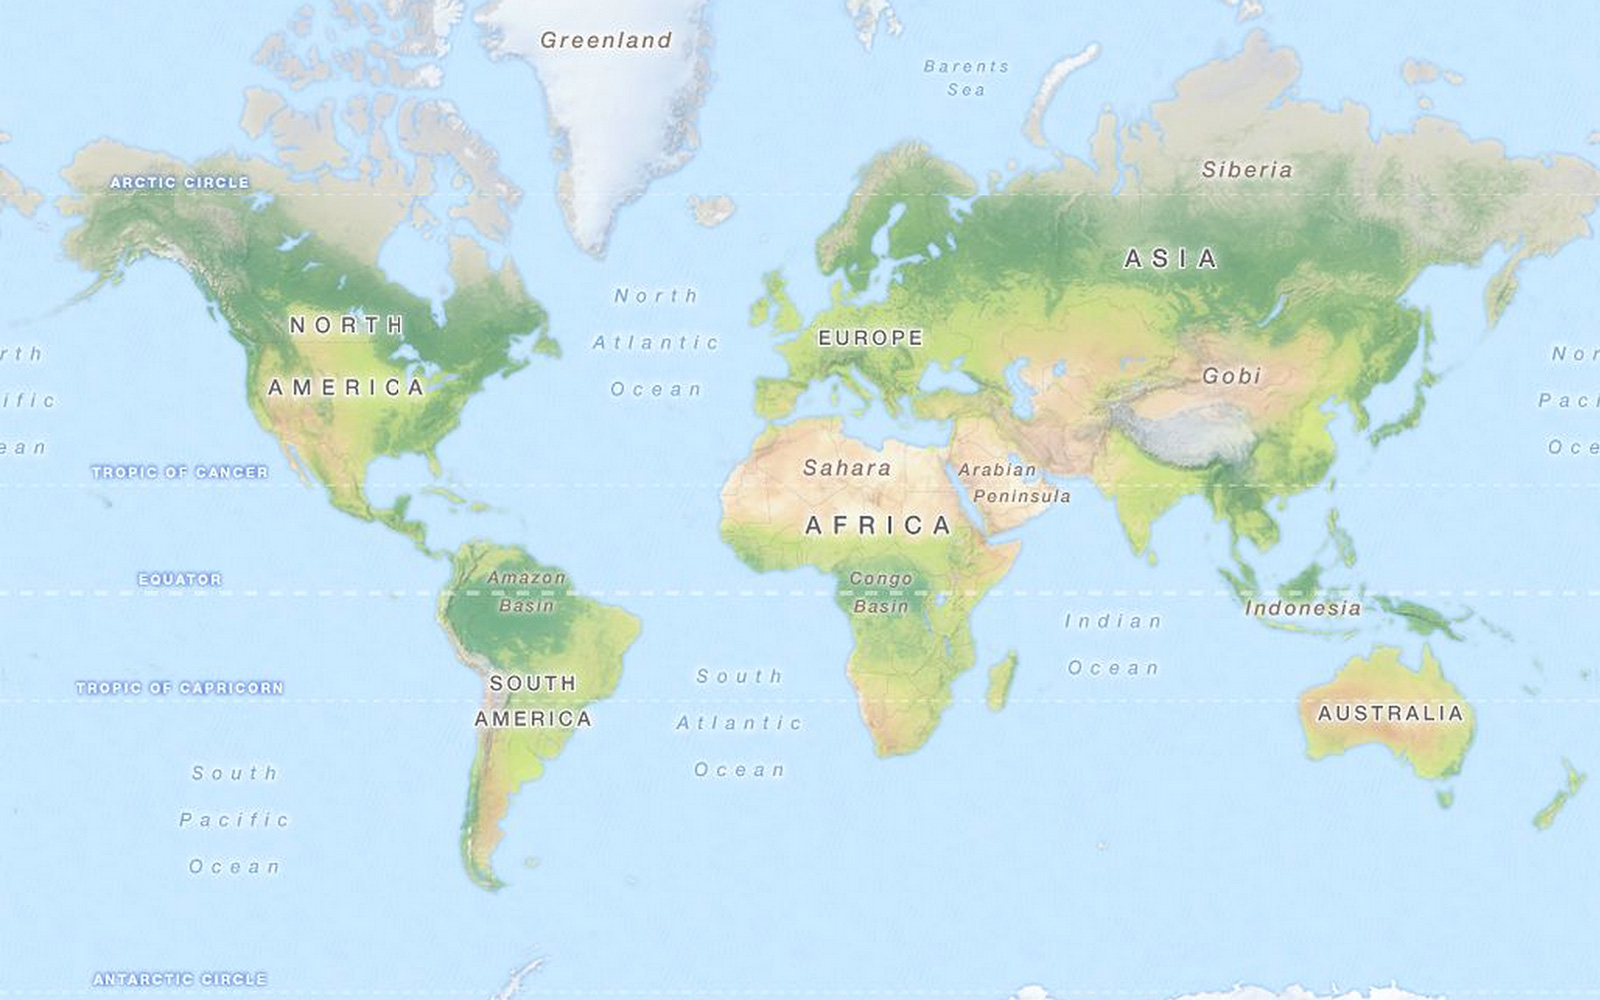 Greenland
Barents
Sea
Siberia
ARCTIC CIRCLE
ASIA
North
Atlantic
Ocean
NORTH
AMERICA
EUROPE
Gobi
rth
ific
ean
Nor
Paci
Oce
TROPIC OF CANCER
Sahara
Arabian
Peninsula
AFRICA
EQUATOR
Amazon
Basin
Congo
Basin
Indonesia
Indian
Ocean
TROPIC OF CAPRICORN
SOUTH
AMERICA
South
Atlantic
Ocean
AUSTRALIA
South
Pacific
Ocean
ANTARCTIC CIRCLE